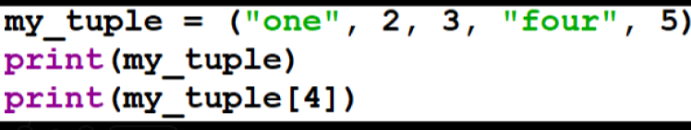 my_tuple = ("one", 2, 3, "four", 5)
print(my_tuple)
print(my_tuple[4])